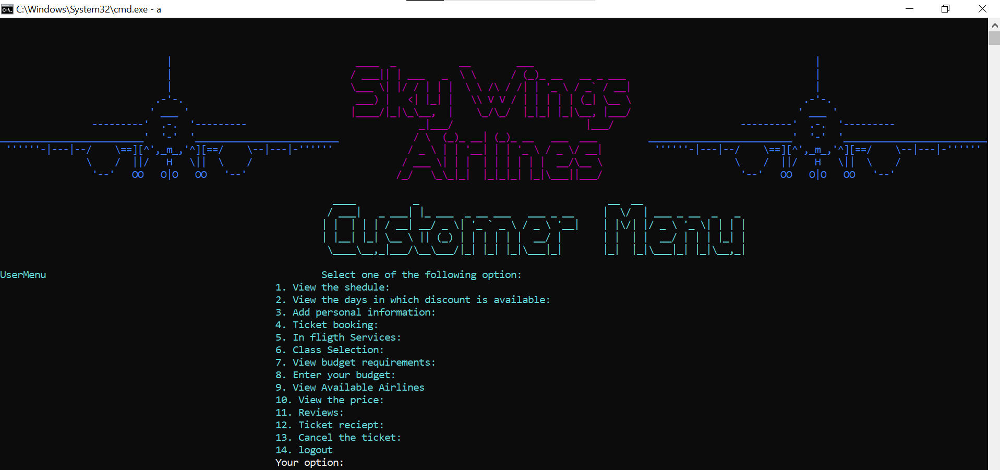 C:\Windows\System32\cmd.exe - a
Sky Wings
Airlines
Customer Menu
UserMenu Select one of the following option:
1. View the shedule:
2. View the days in which discount is available:
3. Add personal information:
4. Ticket booking:
5. In fligth Services:
6. Class Selection:
7. View budget requirements:
8. Enter your budget:
9. View Available Airlines
10. View the price:
11. Reviews:
12. Ticket reciept:
13. Cancel the ticket:
14. logout
Your option: